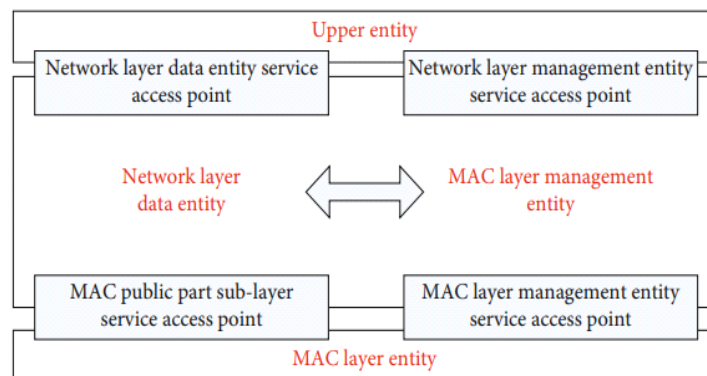 Upper entity
Network layer data entity service
access point
Network layer management entity
service access point
Network layer
data entity
MAC layer management
entity
MAC public part sub-layer
service access point
MAC layer management entity
service access point
MAC layer entity